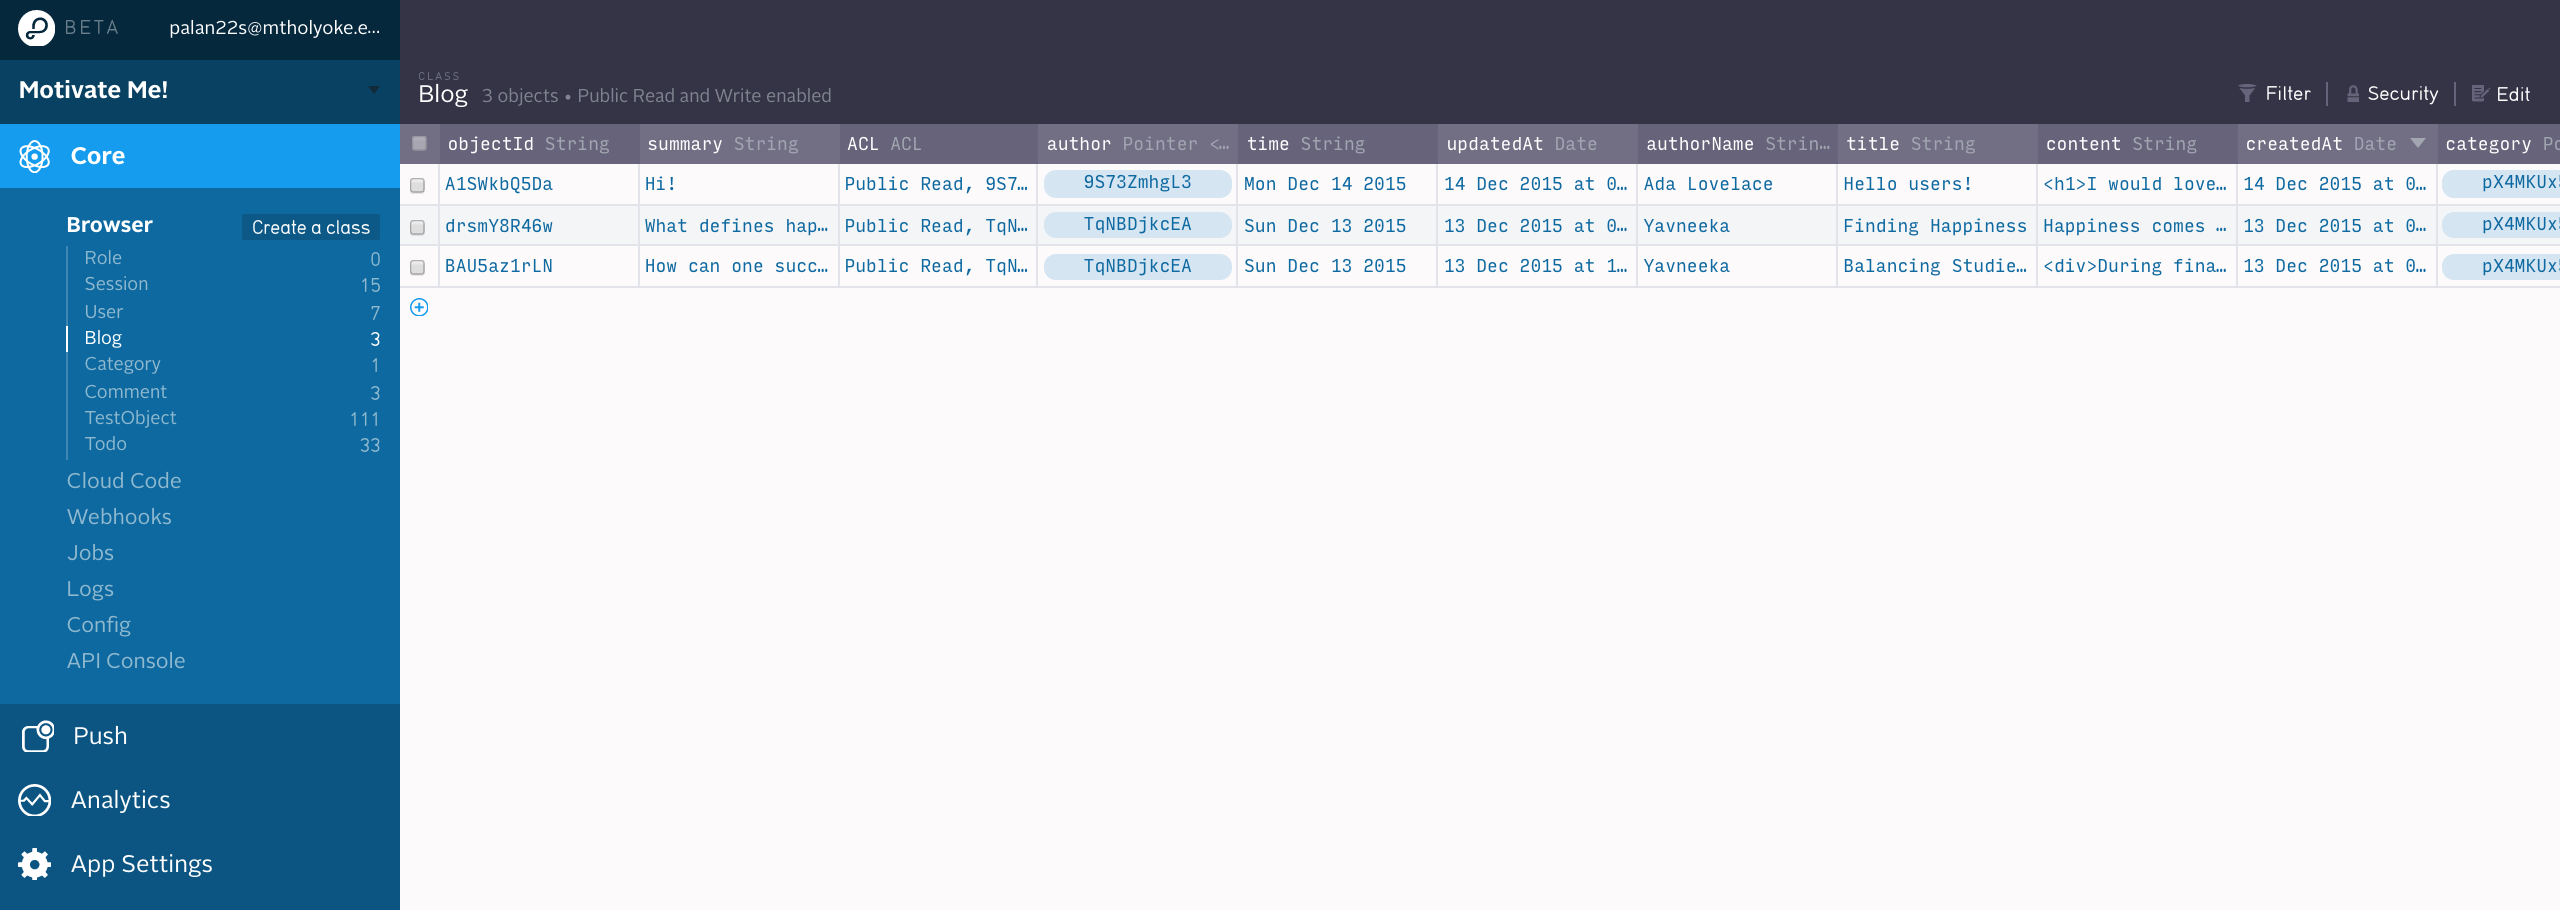 BETA palan22s@mtholyoke.e...
Motivate Me!
Core
Browser Create a class
Role 0
Session 15
User 7
Blog 3
Category 1
Comment 3
TestObject 111
Todo 33
Cloud Code
Webhooks
Jobs
Logs
Config
API Console
Push
Analytics
App Settings
CLASS
Blog 3 objects • Public Read and Write enabled
Filter Security Edit
objectId String summary String ACL ACL author Pointer <… time String updatedAt Date authorName Strin… title String content String createdAt Date category Po
A1SWkbQ5Da Hi! Public Read, 9S7… 9S73ZmhgL3 Mon Dec 14 2015 14 Dec 2015 at 0… Ada Lovelace Hello users! <h1>I would love… 14 Dec 2015 at 0… pX4MKUx
drsmY8R46w What defines hap… Public Read, TqN… TqNBDjkcEA Sun Dec 13 2015 13 Dec 2015 at 0… Yavneeka Finding Happiness Happiness comes … 13 Dec 2015 at 0… pX4MKUx
BAU5az1rLN How can one succ… Public Read, TqN… TqNBDjkcEA Sun Dec 13 2015 13 Dec 2015 at 1… Yavneeka Balancing Studie… <div>During fina… 13 Dec 2015 at 0… pX4MKUx